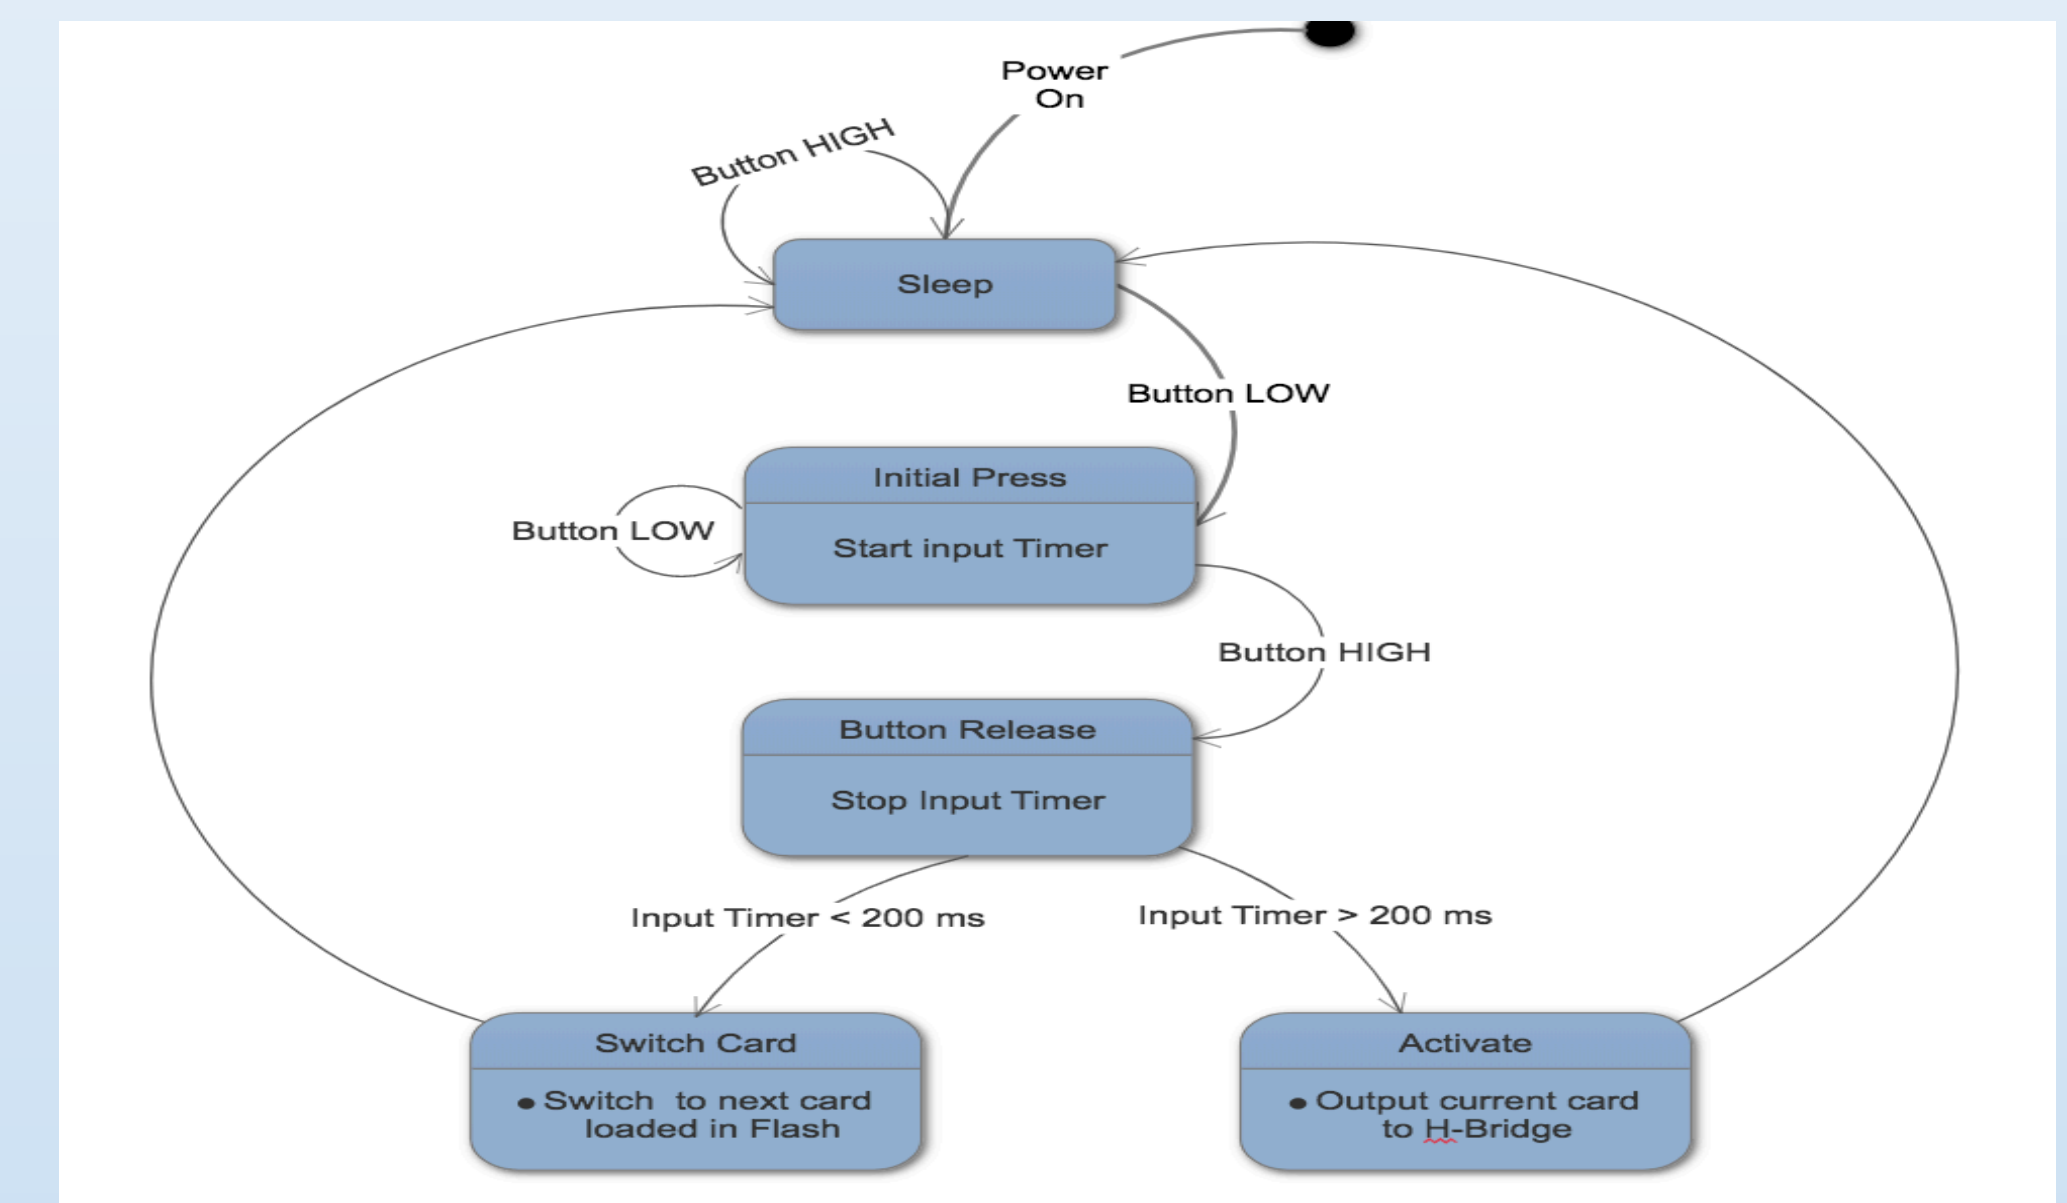 Power
On
Button HIGH
Sleep
Button LOW
Initial Press
Button LOW
Start input Timer
Button HIGH
Button Release
Stop Input Timer
Input Timer < 200 ms
Input Timer > 200 ms
Switch Card
• Switch to next card
loaded in Flash
Activate
• Output current card
to H-Bridge